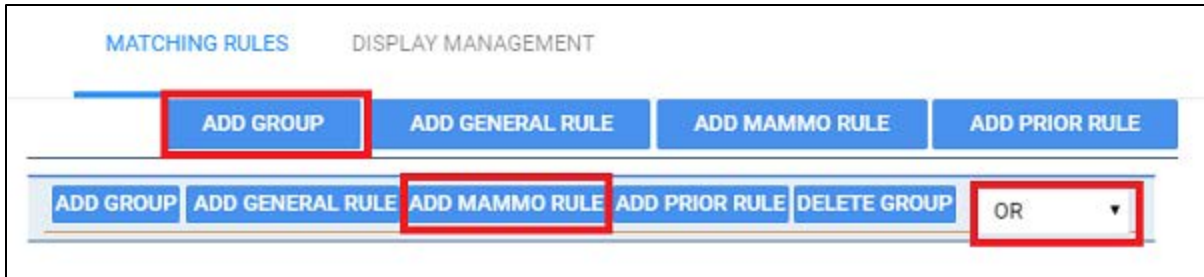 MATCHING RULES DISPLAY MANAGEMENT
ADD GROUP ADD GENERAL RULE ADD MAMMO RULE ADD PRIOR RULE
ADD GROUP ADD GENERAL RULE ADD MAMMO RULE ADD PRIOR RULE DELETE GROUP OR